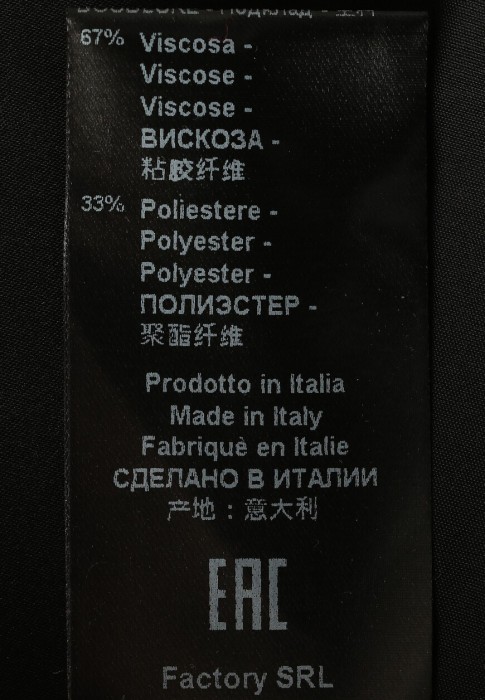 67% Viscosa -
Viscose -
Viscose -
ВИСКОЗА -
粘胶纤维
33% Poliestere -
Polyester -
Polyester -
ПОЛИЭСТЕР -
聚酯纤维
Prodotto in Italia
Made in Italy
Fabriquè en Italie
СДЕЛАНО В ИТАЛИИ
产地：意大利
EAC
Factory SRL